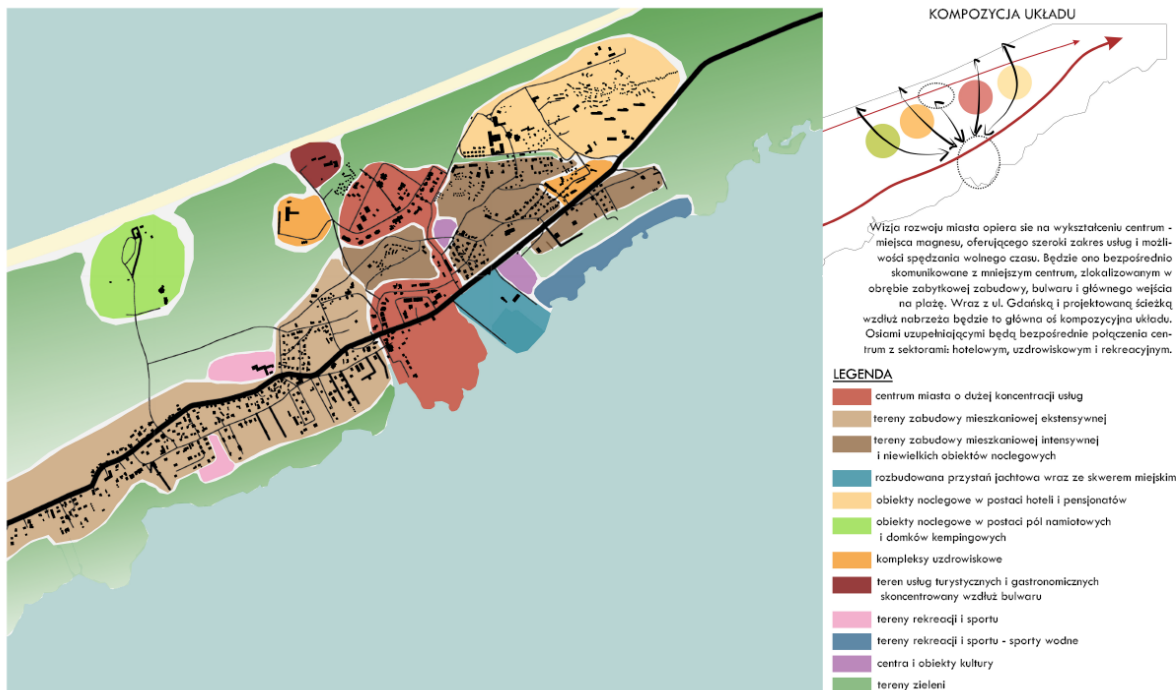 KOMPOZYCJA UKŁADU
Wizja rozwoju miasta opiera sie na wykształceniu centrum -
miejsca magnesu, oferującego szeroki zakres usług i możli-
wości spędzania wolnego czasu. Będzie ono bezpośrednio
skomunikowane z mniejszym centrum, zlokalizowanym w
obrębie zabytkowej zabudowy, bulwaru i głównego wejścia
na plażę. Wraz z ul. Gdańską i projektowaną ścieżką
wzdłuż nabrzeża będzie to główna oś kompozycyjna układu.
Osiami uzupełniającymi będą bezpośrednie połączenia cen-
trum z sektorami: hotelowym, uzdrowiskowym i rekreacyjnym.
LEGENDA
centrum miasta o dużej koncentracji usług
tereny zabudowy mieszkaniowej ekstensywnej
tereny zabudowy mieszkaniowej intensywnej
i niewielkich obiektów noclegowych
rozbudowana przystań jachtowa wraz ze skwerem miejskim
obiekty noclegowe w postaci hoteli i pensjonatów
obiekty noclegowe w postaci pól namiotowych
i domków kempingowych
kompleksy uzdrowiskowe
teren usług turystycznych i gastronomicznych
skoncentrowany wzdłuż bulwaru
tereny rekreacji i sportu
tereny rekreacji i sportu - sporty wodne
centra i obiekty kultury
tereny zieleni